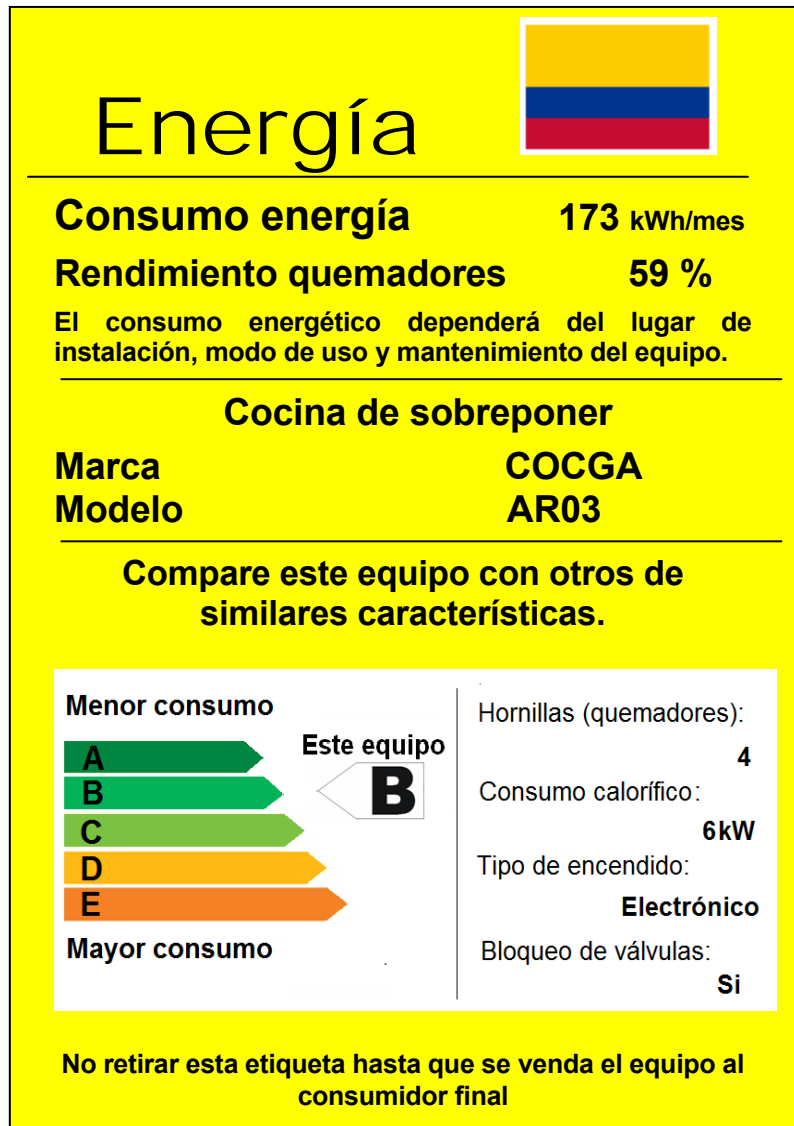 Energía
Consumo energía 173 kWh/mes
Rendimiento quemadores 59 %
El consumo energético dependerá del lugar de
instalación, modo de uso y mantenimiento del equipo.
Cocina de sobreponer
Marca COCGA
Modelo AR03
Compare este equipo con otros de
similares características.
Menor consumo
Este equipo
A
B
B
C
D
E
Mayor consumo
Hornillas (quemadores):
4
Consumo calorífico:
6kW
Tipo de encendido:
Electrónico
Bloqueo de válvulas:
Si
No retirar esta etiqueta hasta que se venda el equipo al
consumidor final